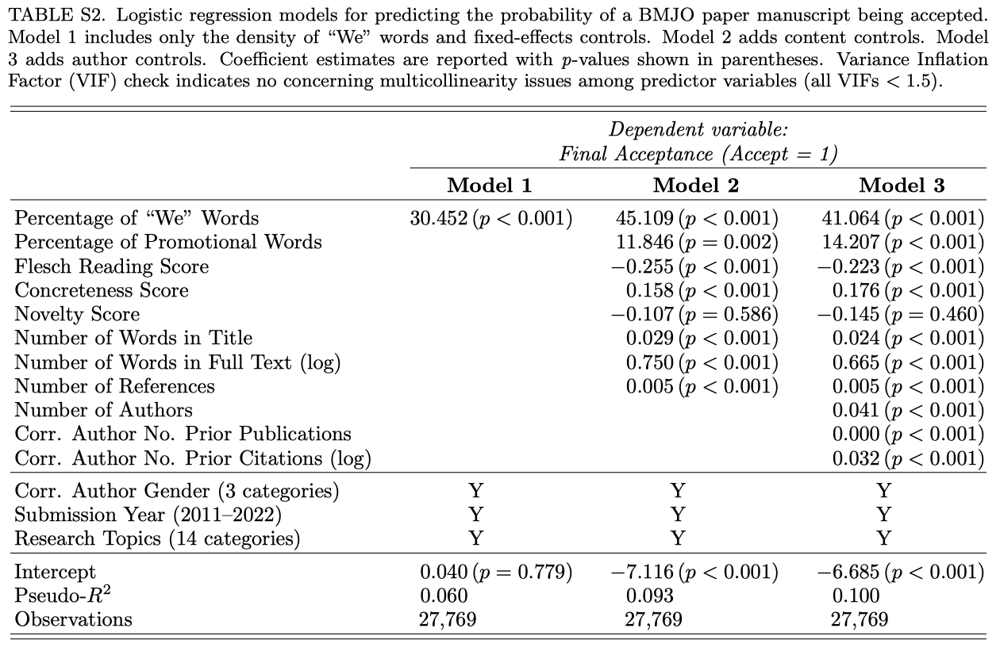 TABLE S2. Logistic regression models for predicting the probability of a BMJO paper manuscript being accepted.
Model 1 includes only the density of “We” words and fixed-effects controls. Model 2 adds content controls. Model
3 adds author controls. Coefficient estimates are reported with p-values shown in parentheses. Variance Inflation
Factor (VIF) check indicates no concerning multicollinearity issues among predictor variables (all VIFs < 1.5).
Dependent variable:
Final Acceptance (Accept = 1)
Model 1 Model 2 Model 3
Percentage of “We” Words 30.452 (p < 0.001) 45.109 (p < 0.001) 41.064 (p < 0.001)
Percentage of Promotional Words 11.846 (p = 0.002) 14.207 (p < 0.001)
Flesch Reading Score −0.255 (p < 0.001) −0.223 (p < 0.001)
Concreteness Score 0.158 (p < 0.001) 0.176 (p < 0.001)
Novelty Score −0.107 (p = 0.586) −0.145 (p = 0.460)
Number of Words in Title 0.029 (p < 0.001) 0.024 (p < 0.001)
Number of Words in Full Text (log) 0.750 (p < 0.001) 0.665 (p < 0.001)
Number of References 0.005 (p < 0.001) 0.005 (p < 0.001)
Number of Authors 0.041 (p < 0.001)
Corr. Author No. Prior Publications 0.000 (p < 0.001)
Corr. Author No. Prior Citations (log) 0.032 (p < 0.001)
Corr. Author Gender (3 categories) Y Y Y
Submission Year (2011–2022) Y Y Y
Research Topics (14 categories) Y Y Y
Intercept 0.040 (p = 0.779) −7.116 (p < 0.001) −6.685 (p < 0.001)
Pseudo-R² 0.060 0.093 0.100
Observations 27,769 27,769 27,769